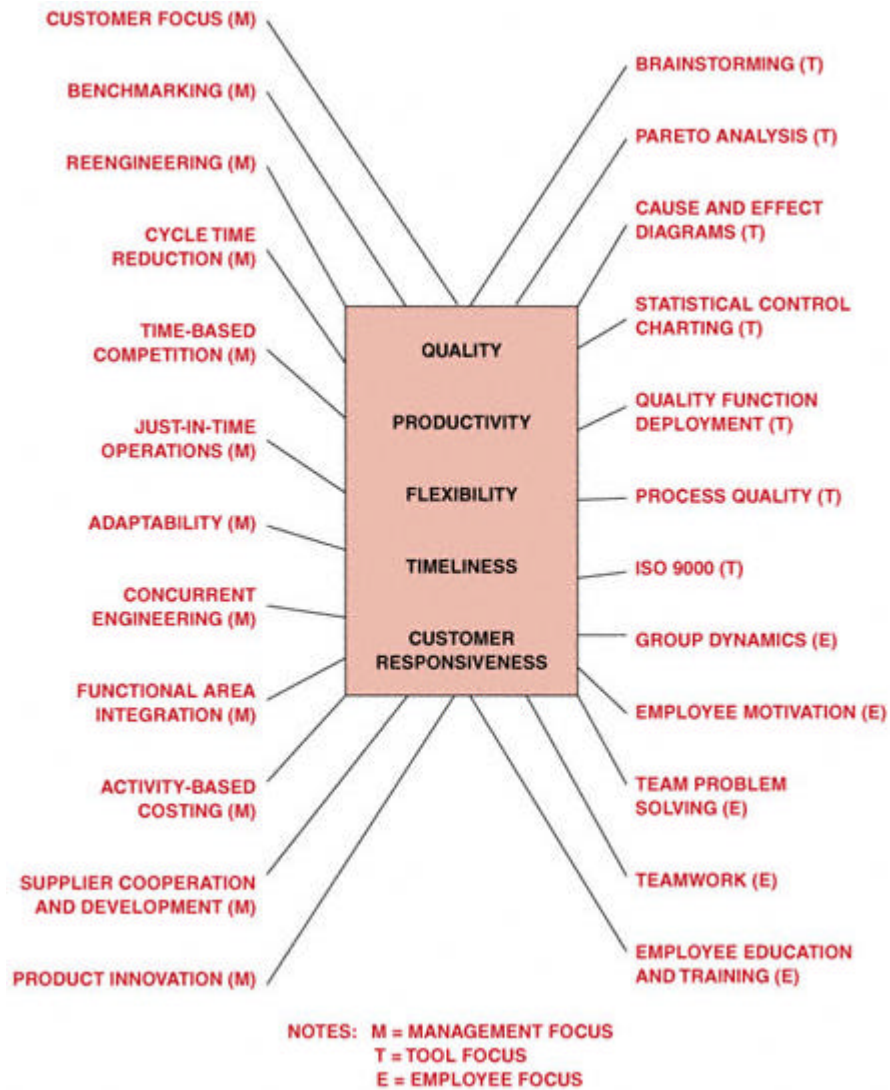 CUSTOMER FOCUS (M)
BENCHMARKING (M)
REENGINEERING (M)
CYCLE TIME
REDUCTION (M)
TIME-BASED
COMPETITION (M)
JUST-IN-TIME
OPERATIONS (M)
ADAPTABILITY (M)
CONCURRENT
ENGINEERING (M)
FUNCTIONAL AREA
INTEGRATION (M)
ACTIVITY-BASED
COSTING (M)
SUPPLIER COOPERATION
AND DEVELOPMENT (M)
PRODUCT INNOVATION (M)
QUALITY
PRODUCTIVITY
FLEXIBILITY
TIMELINESS
CUSTOMER
RESPONSIVENESS
BRAINSTORMING (T)
PARETO ANALYSIS (T)
CAUSE AND EFFECT
DIAGRAMS (T)
STATISTICAL CONTROL
CHARTING (T)
QUALITY FUNCTION
DEPLOYMENT (T)
PROCESS QUALITY (T)
ISO 9000 (T)
GROUP DYNAMICS (E)
EMPLOYEE MOTIVATION (E)
TEAM PROBLEM
SOLVING (E)
TEAMWORK (E)
EMPLOYEE EDUCATION
AND TRAINING (E)
NOTES: M = MANAGEMENT FOCUS
T = TOOL FOCUS
E = EMPLOYEE FOCUS